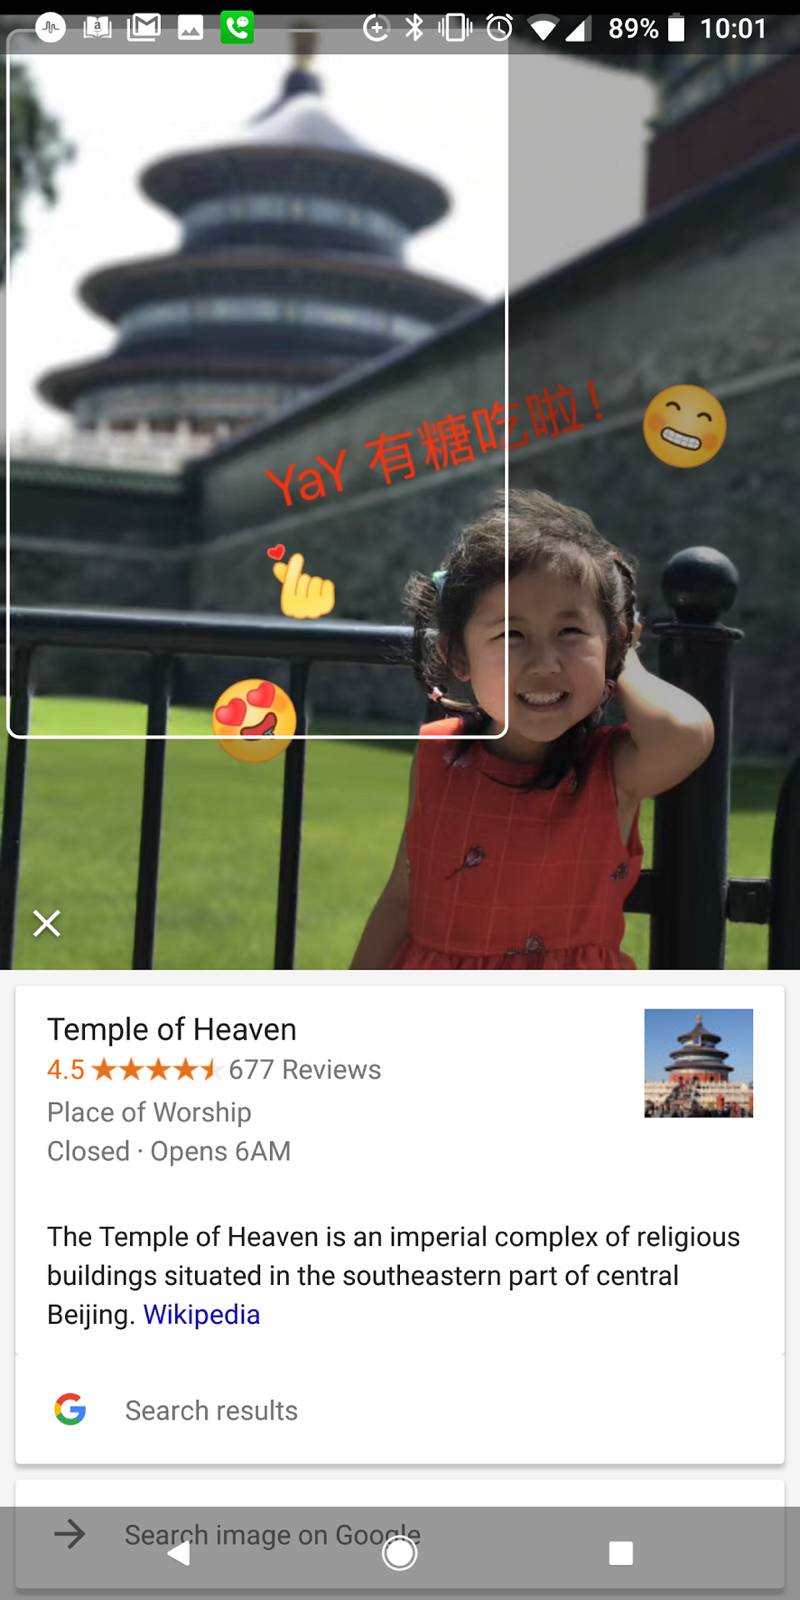 89% 10:01
YaY 有糖吃啦！
Temple of Heaven
4.5 677 Reviews
Place of Worship
Closed · Opens 6AM
The Temple of Heaven is an imperial complex of religious
buildings situated in the southeastern part of central
Beijing. Wikipedia
Search results
Search image on Google